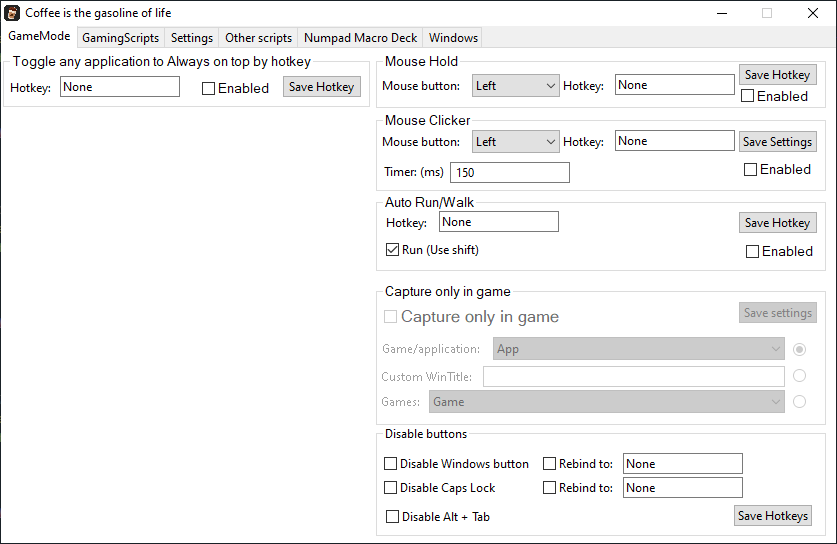 Coffee is the gasoline of life
GameMode GamingScripts Settings Other scripts Numpad Macro Deck Windows
Toggle any application to Always on top by hotkey
Hotkey: None Enabled Save Hotkey
Mouse Hold
Mouse button: Left Hotkey: None Save Hotkey
Enabled
Mouse Clicker
Mouse button: Left Hotkey: None Save Settings
Timer: (ms) 150 Enabled
Auto Run/Walk
Hotkey: None Save Hotkey
Run (Use shift) Enabled
Capture only in game
Capture only in game Save settings
Game/application: App
Custom WinTitle:
Games: Game
Disable buttons
Disable Windows button Rebind to: None
Disable Caps Lock Rebind to: None
Disable Alt + Tab Save Hotkeys